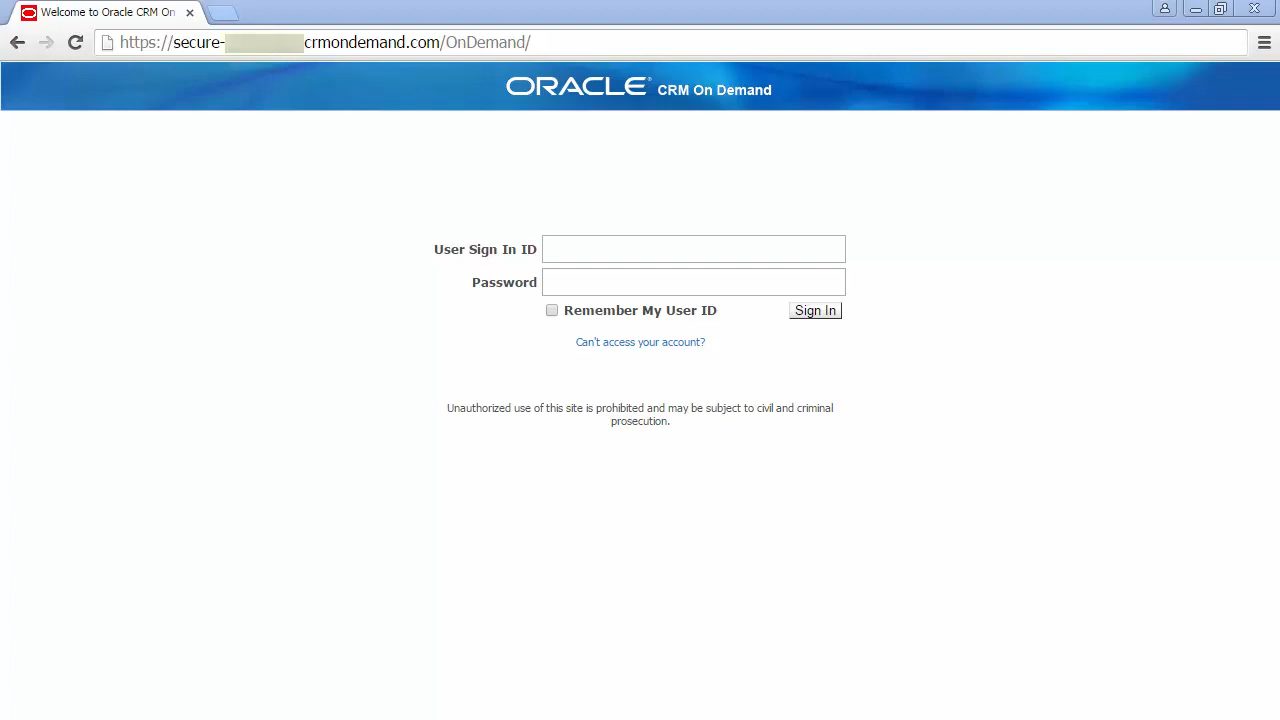 Welcome to Oracle CRM On
https://secure- crmondemand.com/OnDemand/
ORACLE® CRM On Demand
User Sign In ID
Password
Remember My User ID
Sign In
Can't access your account?
Unauthorized use of this site is prohibited and may be subject to civil and criminal
prosecution.